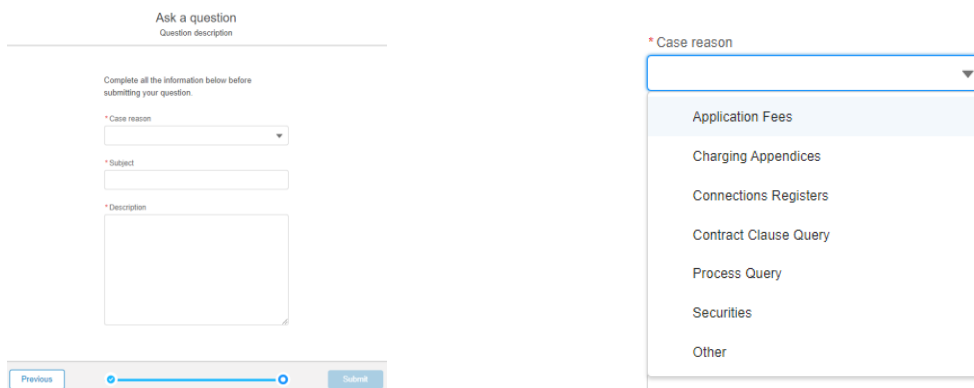 Ask a question
Question description
Complete all the information below before
submitting your question.
* Case reason
* Subject
* Description
Previous
Submit
* Case reason
Application Fees
Charging Appendices
Connections Registers
Contract Clause Query
Process Query
Securities
Other